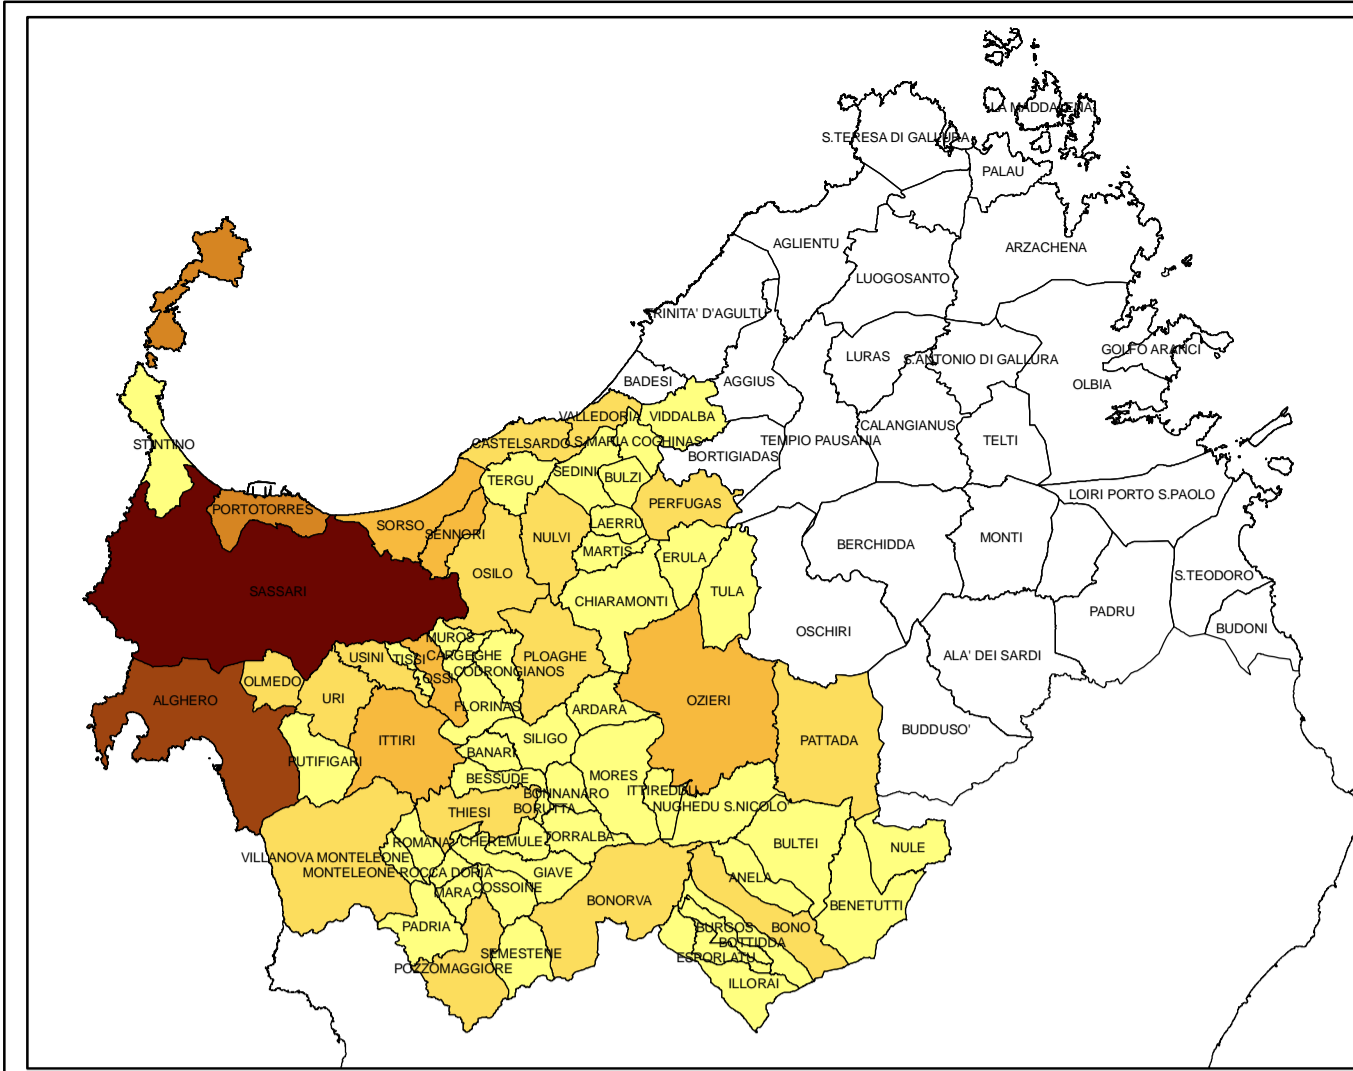 LA MADDALENA
S.TERESA DI GALLURA
PALAU
AGLIENTU
ARZACHENA
LUOGOSANTO
TRINITA' D'AGULTU
GOLFO ARANCI
LURAS
S.ANTONIO DI GALLURA
BADESI
AGGIUS
OLBIA
VALLEDORIA
VIDDALBA
CALANGIANUS
STINTINO
CASTELSARDO
S.MARIA COGHINAS
TEMPIO PAUSANIA
TELTI
BORTIGIADAS
SEDINI
BULZI
TERGU
LOIRI PORTO S.PAOLO
PERFUGAS
PORTOTORRES
SORSO
LAERRU
SENNORI
NULVI
MONTI
BERCHIDDA
MARTIS
ERULA
OSILO
S.TEODORO
SASSARI
TULA
CHIARAMONTI
PADRU
BUDONI
OSCHIRI
MUROS
USINI
TISSI
CARGEGHE
PLOAGHE
ALA' DEI SARDI
CODRONGIANOS
OSSI
OLMEDO
URI
ALGHERO
OZIERI
FLORINAS
ARDARA
BUDDUSO'
ITTIRI
SILIGO
PATTADA
BANARI
PUTIFIGARI
BESSUDE
MORES
ITTIREDDU
BONNANARO
BORUTTA
NUGHEDU S.NICOLO'
THIESI
TORRALBA
ROMANA
CHEREMULE
BULTEI
NULE
VILLANOVA MONTELEONE
MONTELEONE ROCCA DORIA
GIAVE
ANELA
COSSOINE
MARA
BONORVA
BENETUTTI
PADRIA
BURGOS
BONO
BOTTIDDA
SEMESTENE
ESPORLATU
POZZOMAGGIORE
ILLORAI